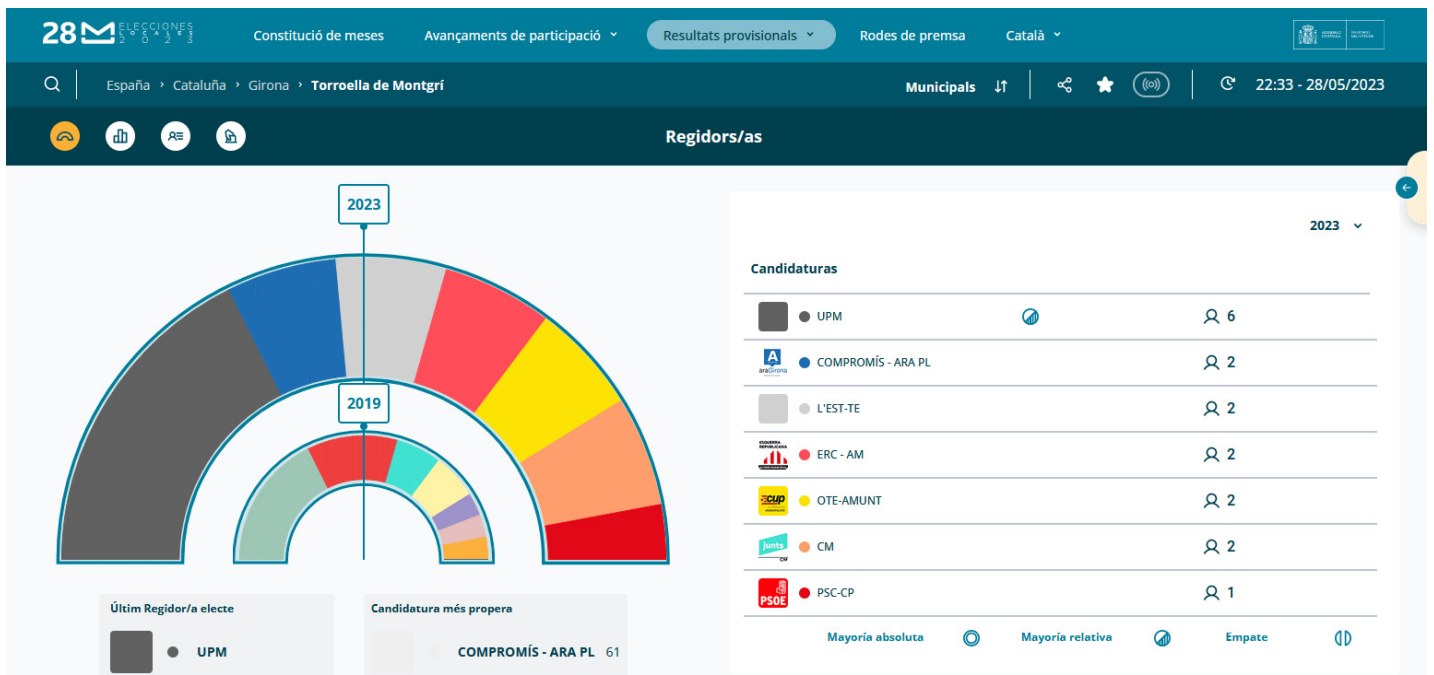 28M ELECCIONES
LOCALES
2023
Constitució de meses
Avançaments de participació
Resultats provisionals
Rodes de premsa
Català
España › Cataluña › Girona › Torroella de Montgrí
Municipals
22:33 - 28/05/2023
Regidors/as
2023
2019
2023
Candidaturas
UPM 6
A
araGirona
COMPROMÍS - ARA PL 2
L'EST-TE 2
ESQUERRA
REPUBLICANA
ERC - AM 2
cup
OTE-AMUNT 2
junts
CM
CM 2
PSOE
PSC-CP 1
Mayoría absoluta
Mayoría relativa
Empate
Últim Regidor/a electe
UPM
Candidatura més propera
COMPROMÍS - ARA PL 61